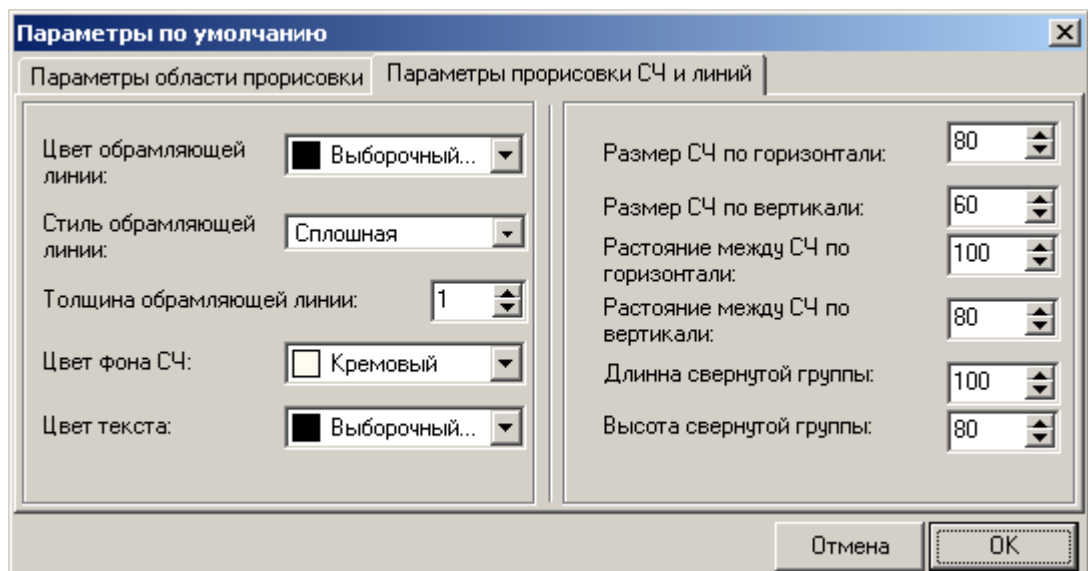 Параметры по умолчанию
Параметры области прорисовки
Параметры прорисовки СЧ и линий
Цвет обрамляющей
линии:
Выборочный...
Стиль обрамляющей
линии:
Сплошная
Толщина обрамляющей линии:
1
Цвет фона СЧ:
Кремовый
Цвет текста:
Выборочный...
Размер СЧ по горизонтали:
80
Размер СЧ по вертикали:
60
Растояние между СЧ по
горизонтали:
100
Растояние между СЧ по
вертикали:
80
Длинна свернутой группы:
100
Высота свернутой группы:
80
Отмена
OK